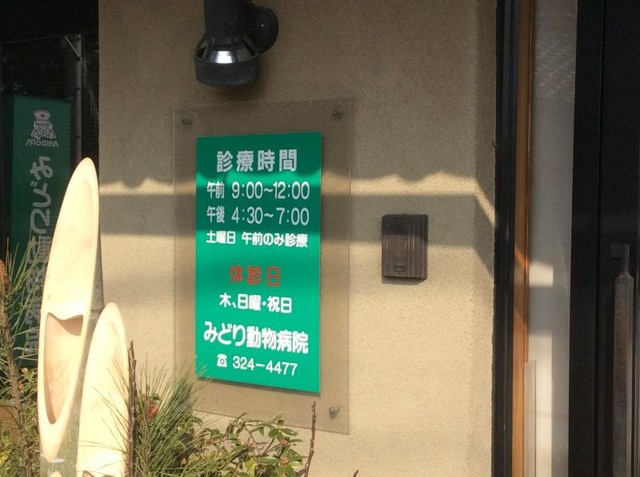 診療時間
午前 9:00〜12:00
午後 4:30〜7:00
土曜日 午前のみ診療
休診日
木、日曜・祝日
みどり動物病院
☎ 324-4477
MIDORI